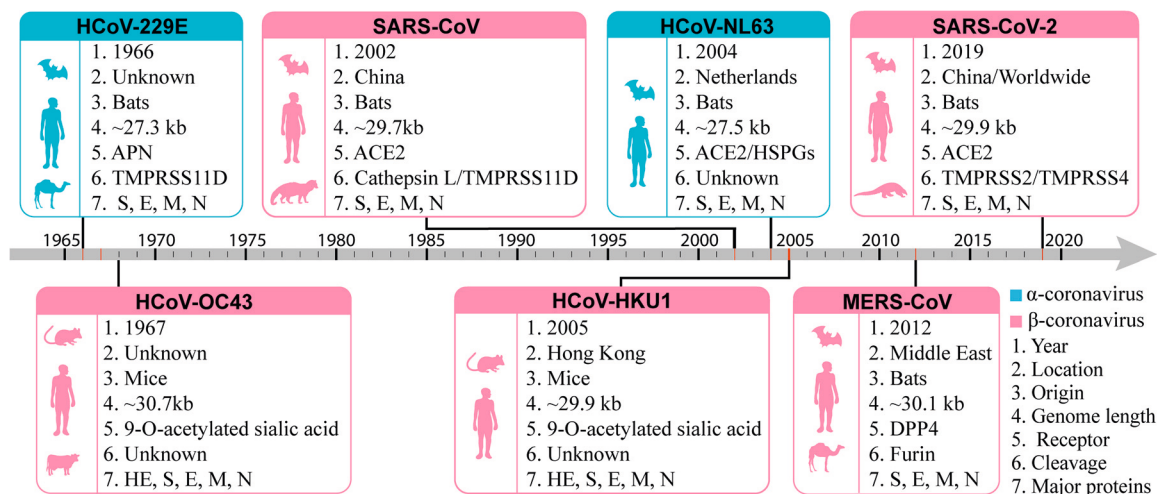 HCoV-229E
1. 1966
2. Unknown
3. Bats
4. ~27.3 kb
5. APN
6. TMPRSS11D
7. S, E, M, N
SARS-CoV
1. 2002
2. China
3. Bats
4. ~29.7kb
5. ACE2
6. Cathepsin L/TMPRSS11D
7. S, E, M, N
HCoV-NL63
1. 2004
2. Netherlands
3. Bats
4. ~27.5 kb
5. ACE2/HSPGs
6. Unknown
7. S, E, M, N
SARS-CoV-2
1. 2019
2. China/Worldwide
3. Bats
4. ~29.9 kb
5. ACE2
6. TMPRSS2/TMPRSS4
7. S, E, M, N
1965 1970 1975 1980 1985 1990 1995 2000 2005 2010 2015 2020
HCoV-OC43
1. 1967
2. Unknown
3. Mice
4. ~30.7kb
5. 9-O-acetylated sialic acid
6. Unknown
7. HE, S, E, M, N
HCoV-HKU1
1. 2005
2. Hong Kong
3. Mice
4. ~29.9 kb
5. 9-O-acetylated sialic acid
6. Unknown
7. HE, S, E, M, N
MERS-CoV
1. 2012
2. Middle East
3. Bats
4. ~30.1 kb
5. DPP4
6. Furin
7. S, E, M, N
α-coronavirus
β-coronavirus
1. Year
2. Location
3. Origin
4. Genome length
5. Receptor
6. Cleavage
7. Major proteins